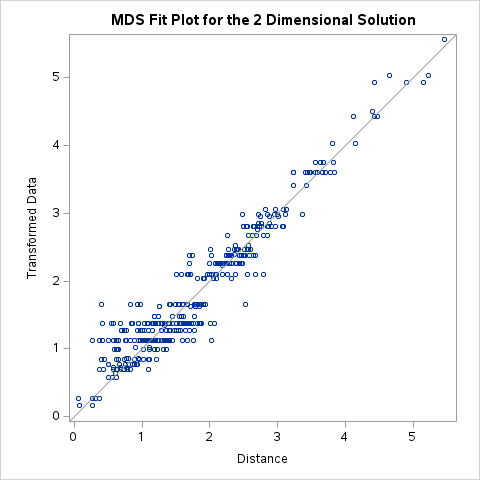 MDS Fit Plot for the 2 Dimensional Solution
5
4
3
2
1
0
Transformed Data
0 1 2 3 4 5
Distance